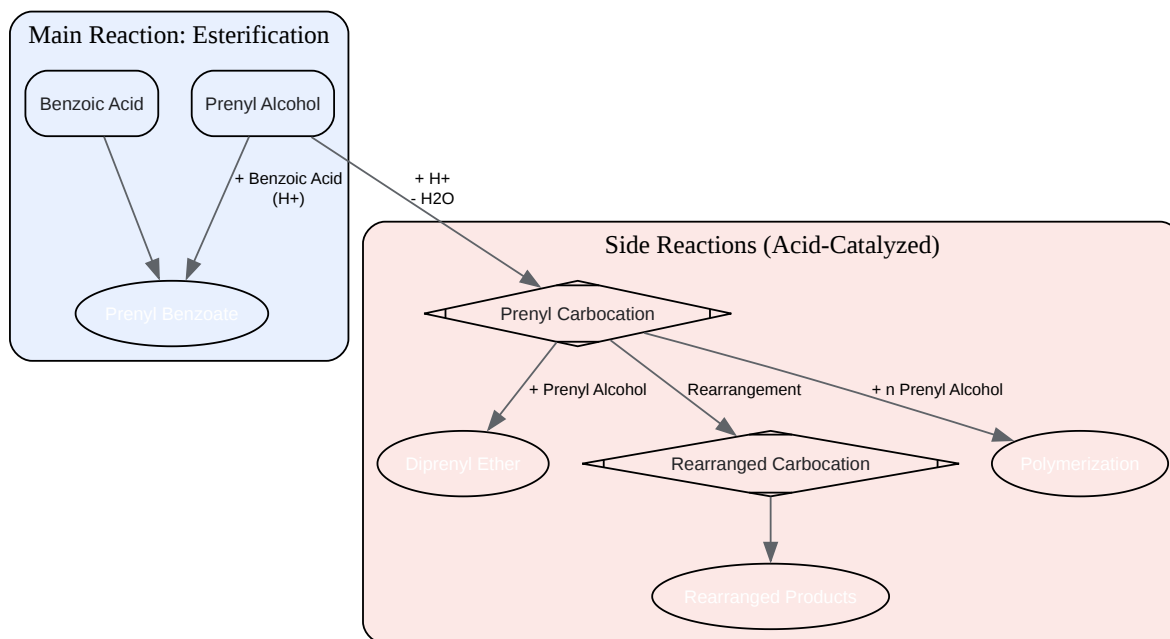 Main Reaction: Esterification
Benzoic Acid
Prenyl Alcohol
+ Benzoic Acid
(H+)
+ H+
- H2O
Prenyl Benzoate
Side Reactions (Acid-Catalyzed)
Prenyl Carbocation
+ Prenyl Alcohol
Rearrangement
+ n Prenyl Alcohol
Diprenyl Ether
Rearranged Carbocation
Polymerization
Rearranged Products